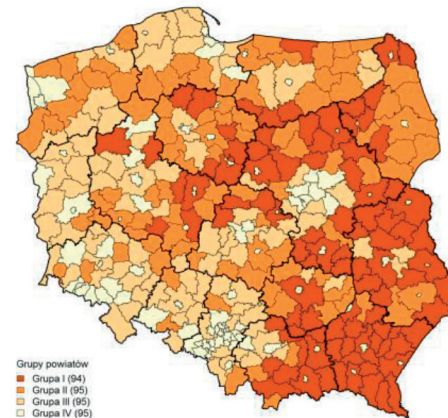 Grupy powiatów
Grupa I (94)
Grupa II (95)
Grupa III (95)
Grupa IV (95)